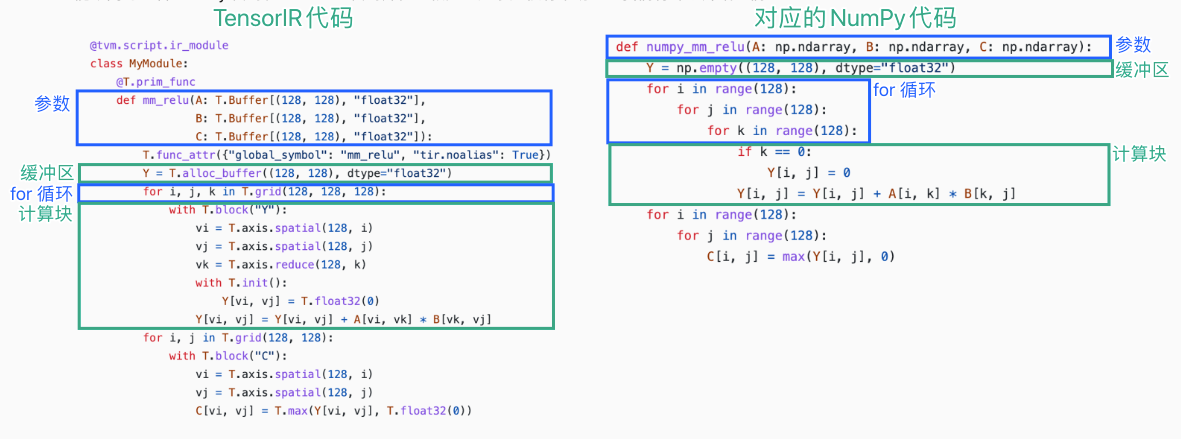 TensorIR代码
@tvm.script.ir_module
class MyModule:
@T.prim_func
参数
def mm_relu(A: T.Buffer[(128, 128), "float32"],
B: T.Buffer[(128, 128), "float32"],
C: T.Buffer[(128, 128), "float32"]):
T.func_attr({"global_symbol": "mm_relu", "tir.noalias": True})
缓冲区
Y = T.alloc_buffer((128, 128), dtype="float32")
for 循环
for i, j, k in T.grid(128, 128, 128):
计算块
with T.block("Y"):
vi = T.axis.spatial(128, i)
vj = T.axis.spatial(128, j)
vk = T.axis.reduce(128, k)
with T.init():
Y[vi, vj] = T.float32(0)
Y[vi, vj] = Y[vi, vj] + A[vi, vk] * B[vk, vj]
for i, j in T.grid(128, 128):
with T.block("C"):
vi = T.axis.spatial(128, i)
vj = T.axis.spatial(128, j)
C[vi, vj] = T.max(Y[vi, vj], T.float32(0))
对应的NumPy代码
def numpy_mm_relu(A: np.ndarray, B: np.ndarray, C: np.ndarray):
参数
Y = np.empty((128, 128), dtype="float32")
缓冲区
for i in range(128):
for 循环
for j in range(128):
for k in range(128):
if k == 0:
计算块
Y[i, j] = 0
Y[i, j] = Y[i, j] + A[i, k] * B[k, j]
for i in range(128):
for j in range(128):
C[i, j] = max(Y[i, j], 0)